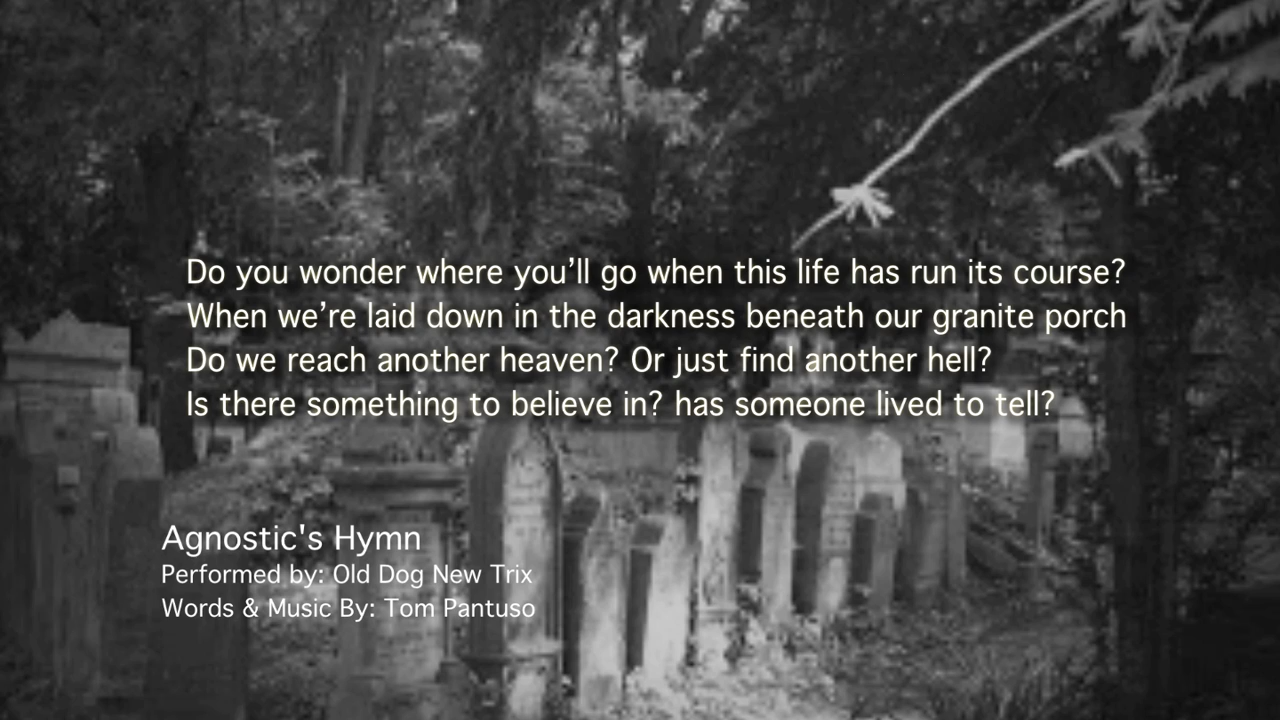 Do you wonder where you’ll go when this life has run its course?
When we’re laid down in the darkness beneath our granite porch
Do we reach another heaven? Or just find another hell?
Is there something to believe in? has someone lived to tell?
Agnostic's Hymn
Performed by: Old Dog New Trix
Words & Music By: Tom Pantuso